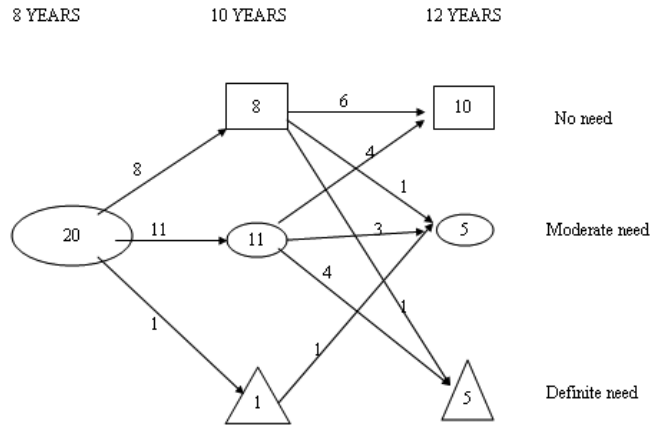 8 YEARS 10 YEARS 12 YEARS
8 6 10
No need
4
8
1
20 11 11 3 5 Moderate need
4
1 1
1
1 5 Definite need